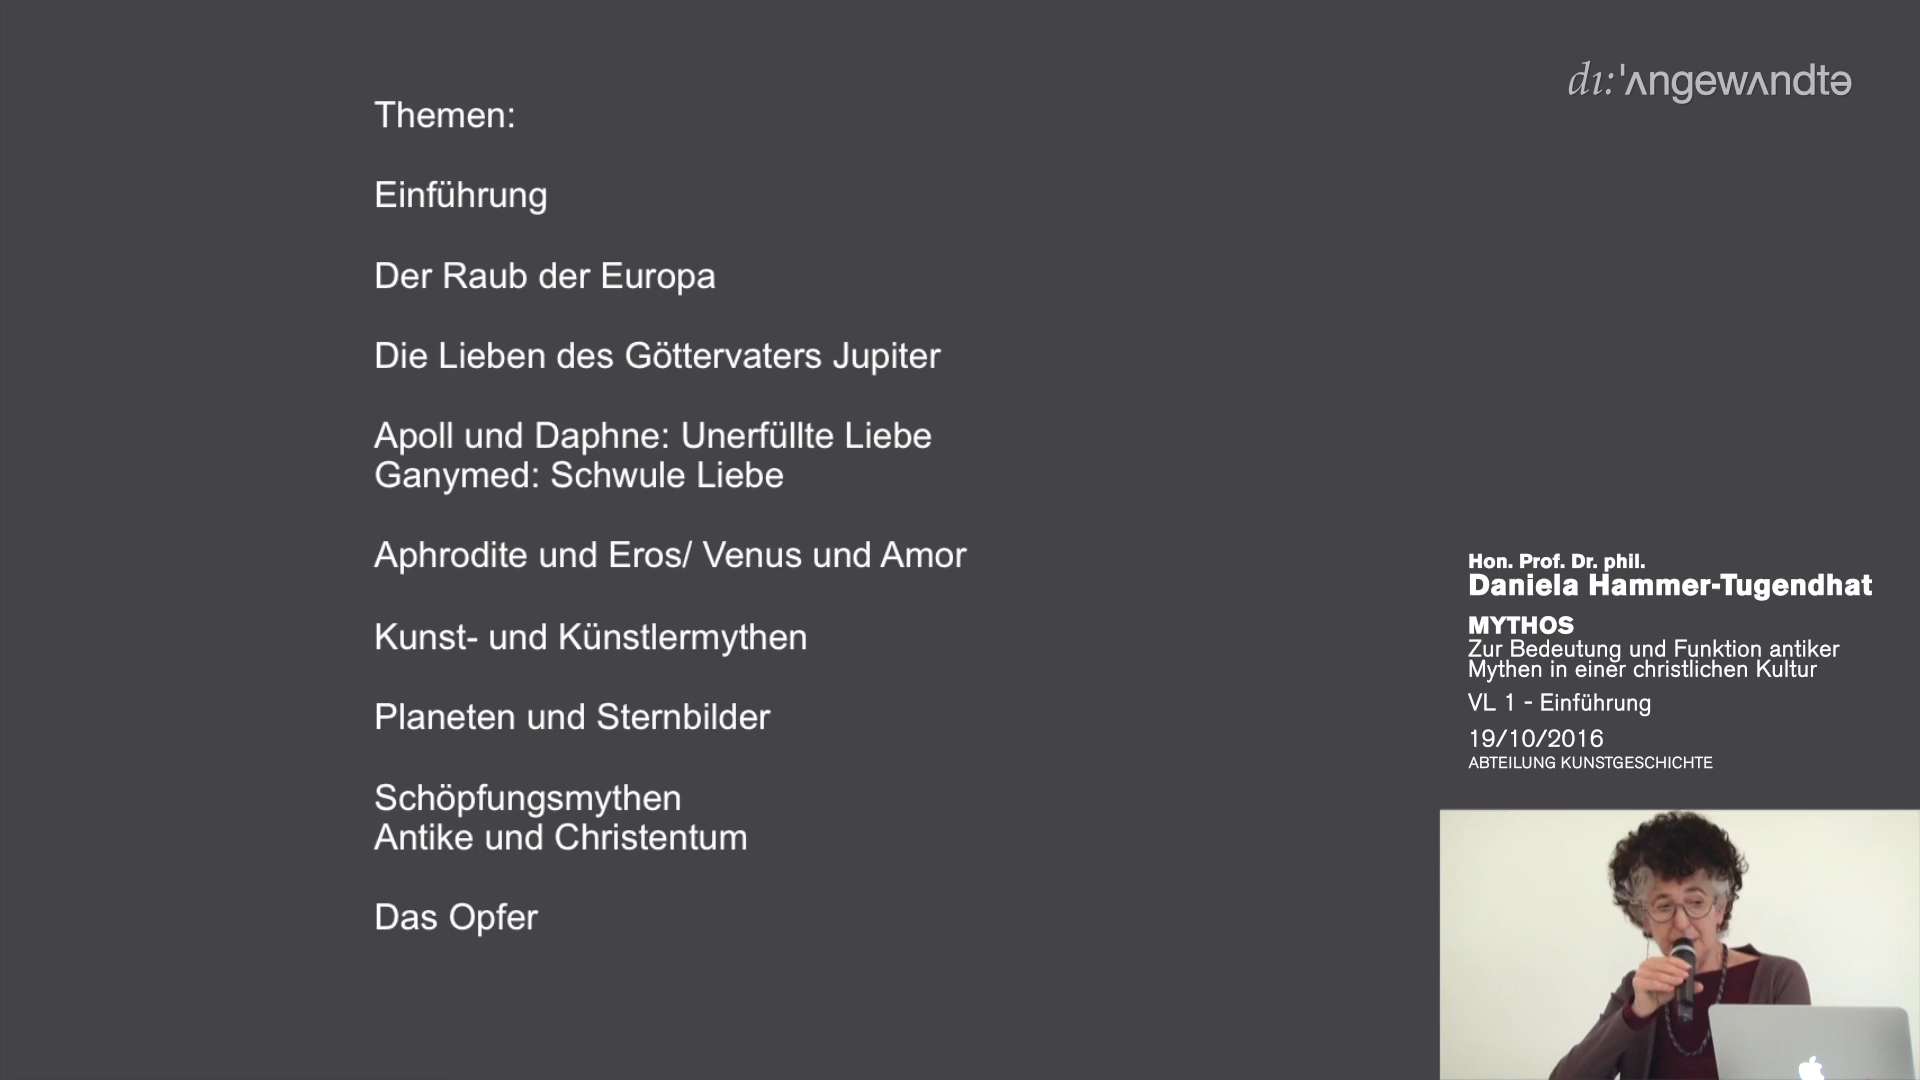 Themen:
Einführung
Der Raub der Europa
Die Lieben des Göttervaters Jupiter
Apoll und Daphne: Unerfüllte Liebe
Ganymed: Schwule Liebe
Aphrodite und Eros/ Venus und Amor
Kunst- und Künstlermythen
Planeten und Sternbilder
Schöpfungsmythen
Antike und Christentum
Das Opfer
dı:ˈʌngewʌndtə
Hon. Prof. Dr. phil.
Daniela Hammer-Tugendhat
MYTHOS
Zur Bedeutung und Funktion antiker
Mythen in einer christlichen Kultur
VL 1 - Einführung
19/10/2016
ABTEILUNG KUNSTGESCHICHTE